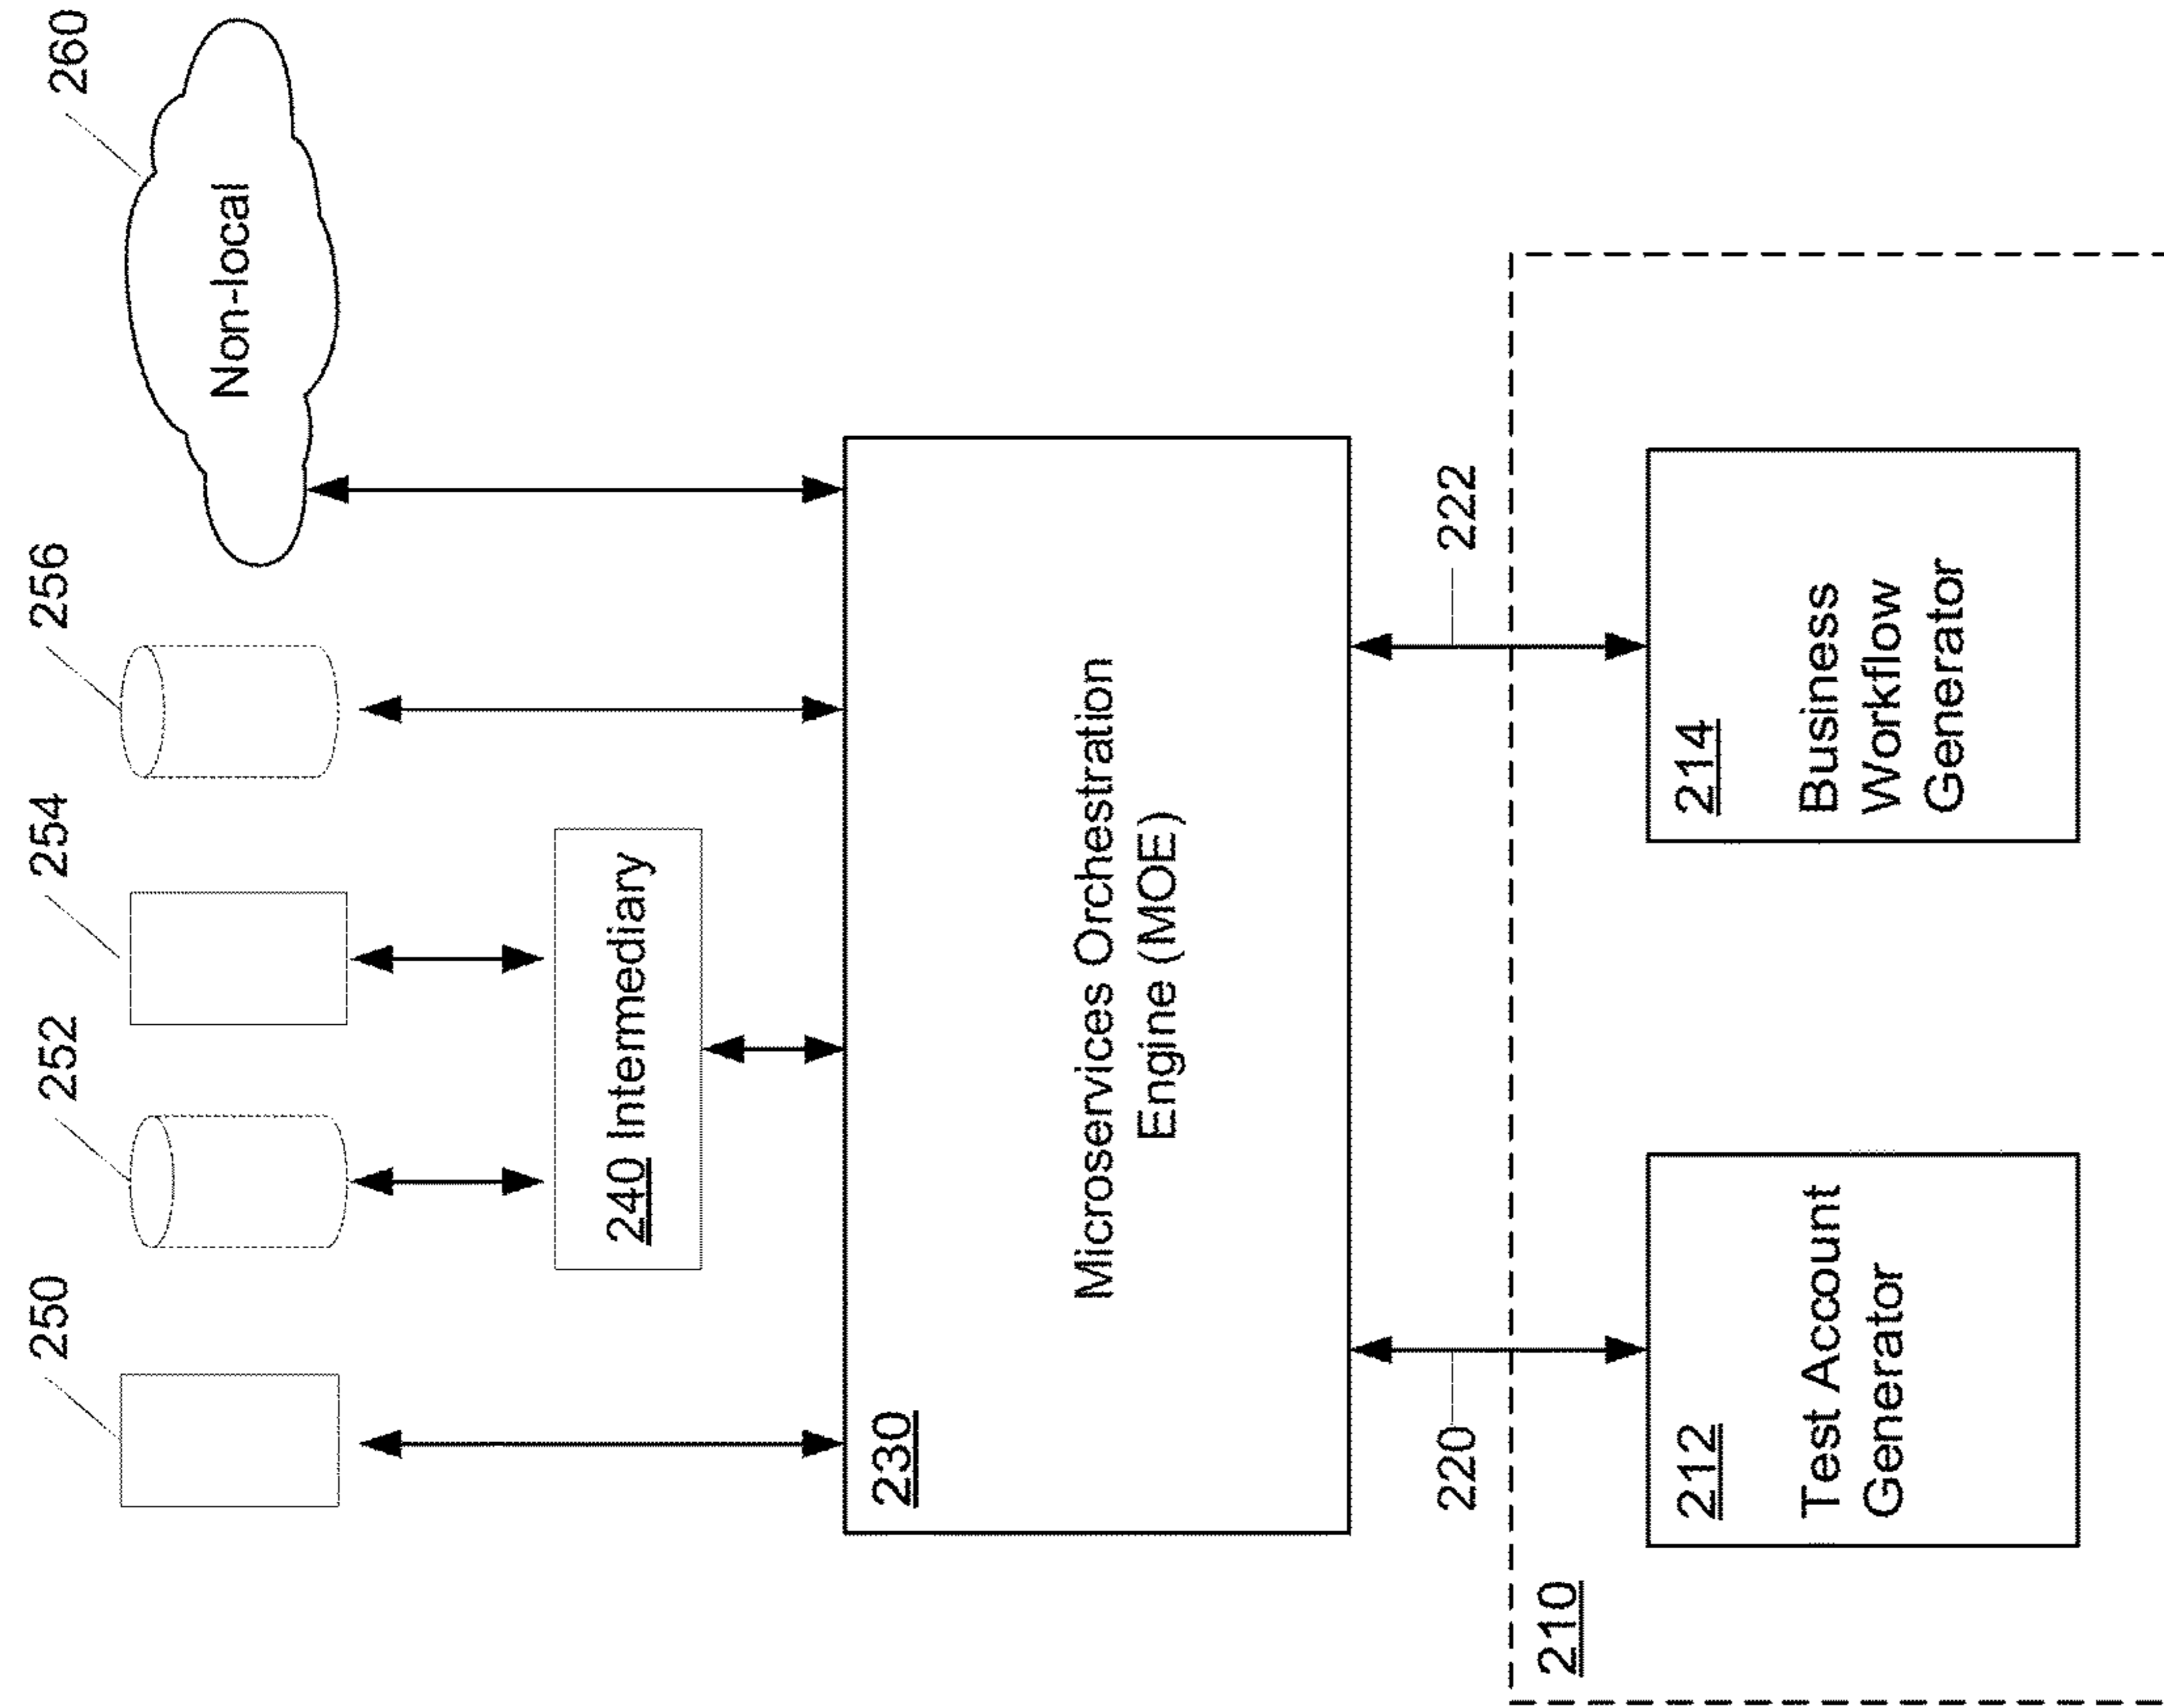 250
252
254
256
260
Non-local
240 Intermediary
230
Microservices Orchestration
Engine (MOE)
220
222
210
212
Test Account
Generator
214
Business
Workflow
Generator